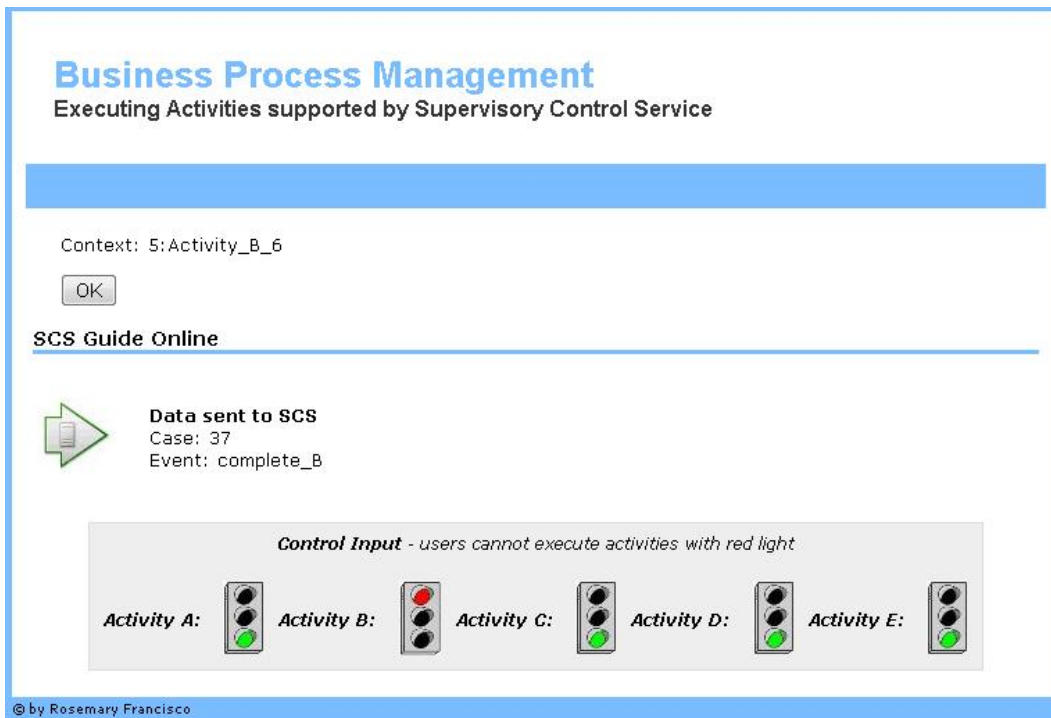 Business Process Management
Executing Activities supported by Supervisory Control Service
Context: 5:Activity_B_6
OK
SCS Guide Online
Data sent to SCS
Case: 37
Event: complete_B
Control Input - users cannot execute activities with red light
Activity A: Activity B: Activity C: Activity D: Activity E:
© by Rosemary Francisco